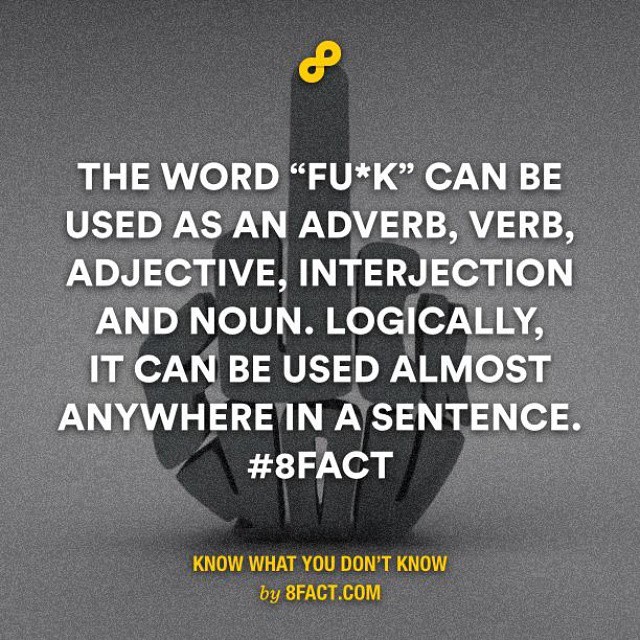 THE WORD “FU*K” CAN BE
USED AS AN ADVERB, VERB,
ADJECTIVE, INTERJECTION
AND NOUN. LOGICALLY,
IT CAN BE USED ALMOST
ANYWHERE IN A SENTENCE.
#8FACT
KNOW WHAT YOU DON'T KNOW
by 8FACT.COM